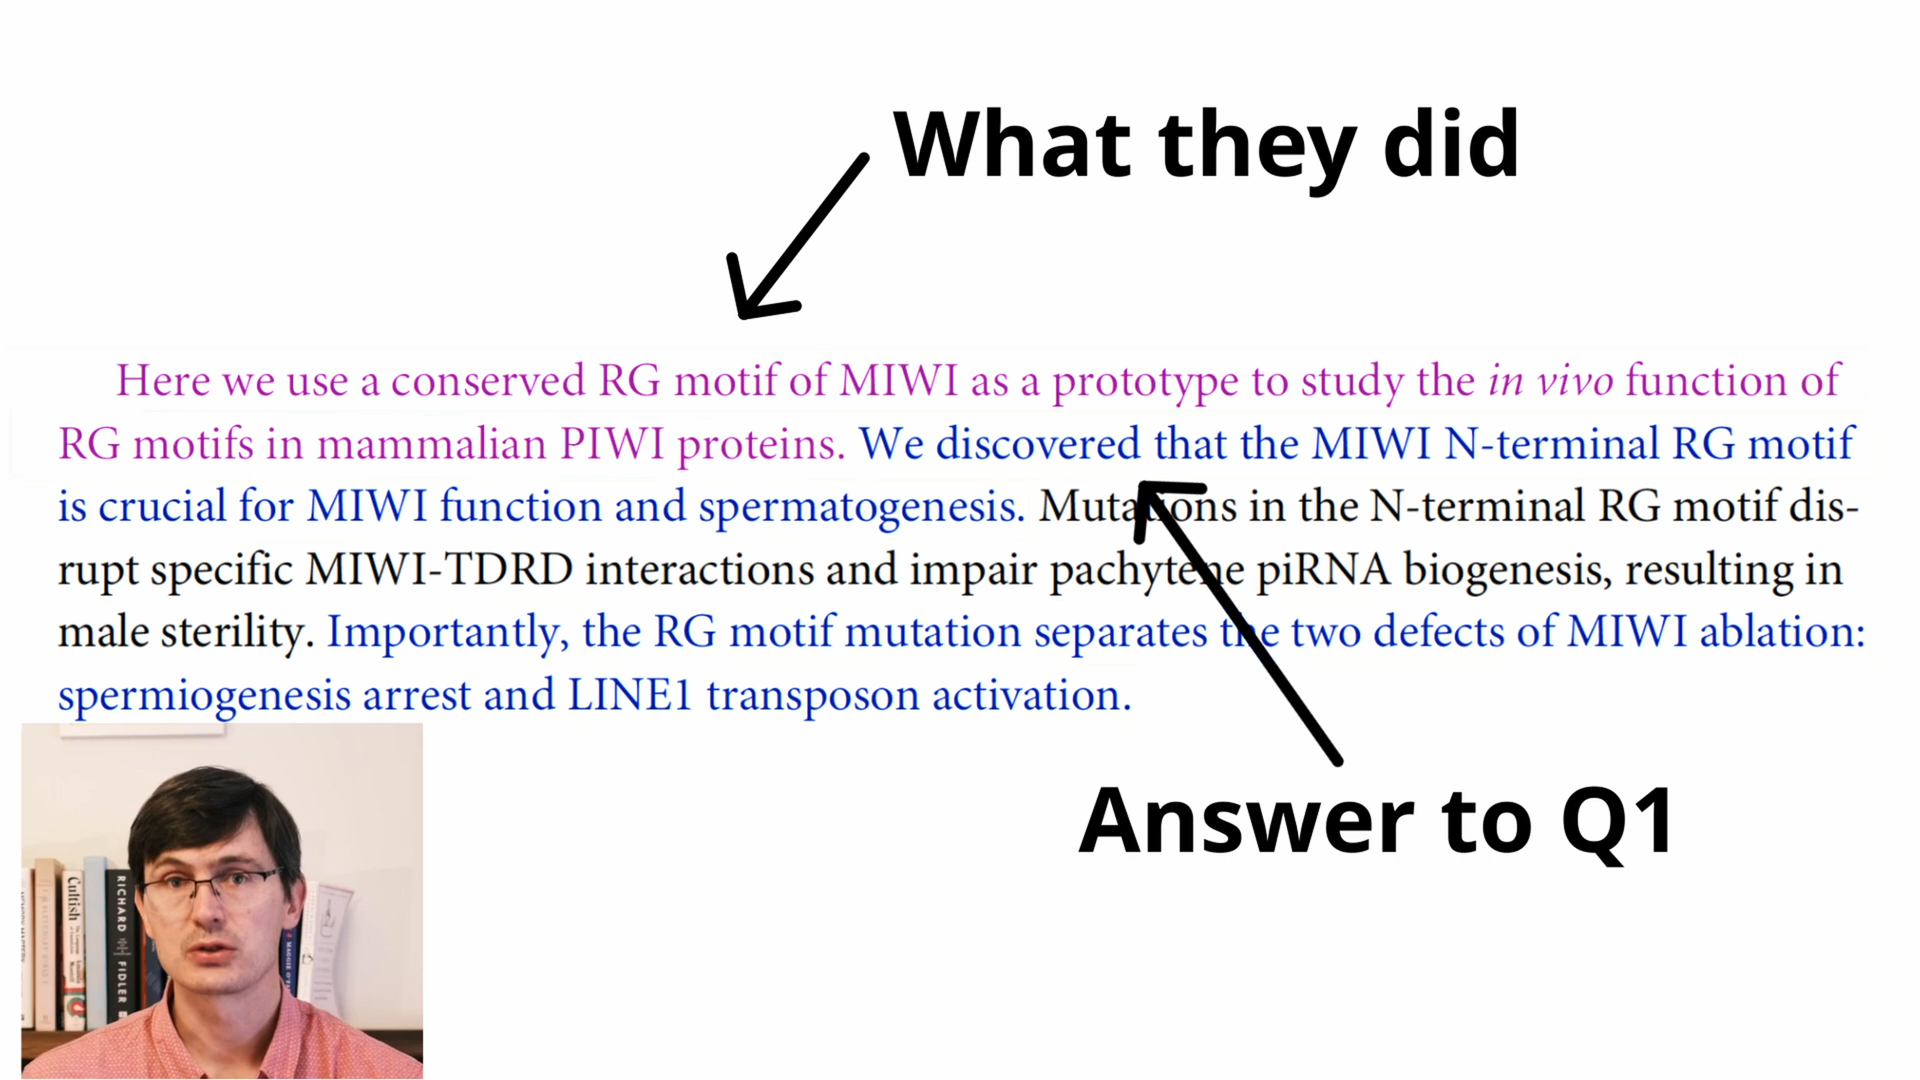 What they did
Here we use a conserved RG motif of MIWI as a prototype to study the in vivo function of
RG motifs in mammalian PIWI proteins. We discovered that the MIWI N-terminal RG motif
is crucial for MIWI function and spermatogenesis. Mutations in the N-terminal RG motif dis-
rupt specific MIWI-TDRD interactions and impair pachytene piRNA biogenesis, resulting in
male sterility. Importantly, the RG motif mutation separates the two defects of MIWI ablation:
spermiogenesis arrest and LINE1 transposon activation.
Answer to Q1
Cultish
RICHARD FIDLER